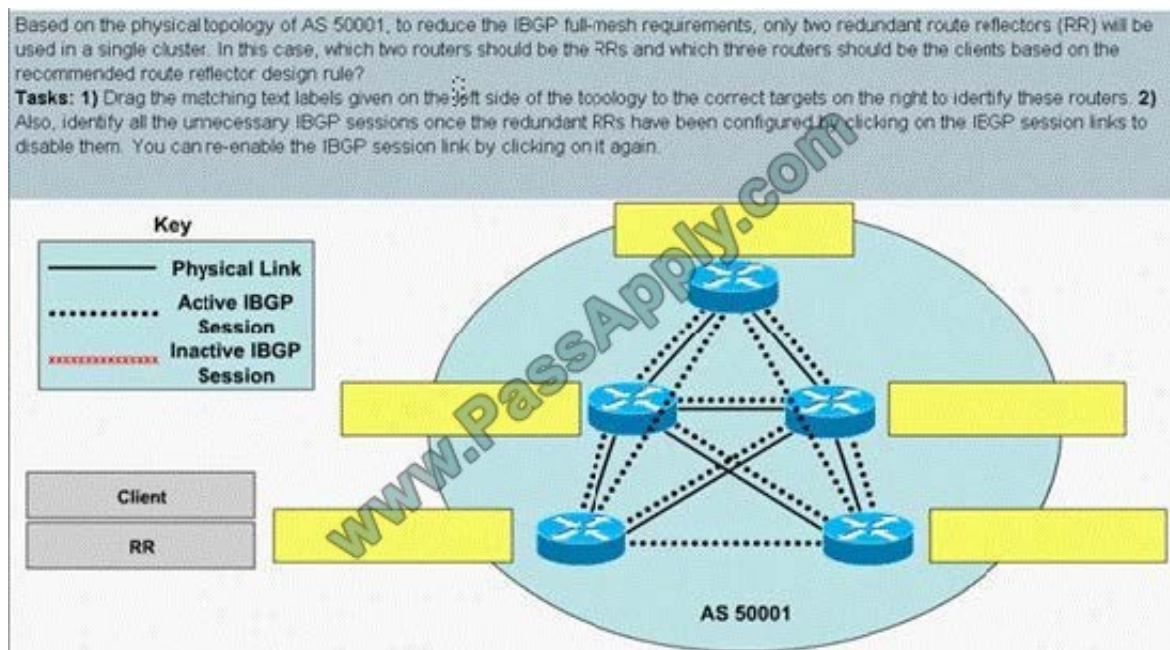 Based on the physical topology of AS 50001, to reduce the IBGP full-mesh requirements, only two redundant route reflectors (RR) will be
used in a single cluster. In this case, which two routers should be the RRs and which three routers should be the clients based on the
recommended route reflector design rule?
Tasks: 1) Drag the matching text labels given on the left side of the topology to the correct targets on the right to identify these routers. 2)
Also, identify all the unnecessary IBGP sessions once the redundant RRs have been configured by clicking on the IBGP session links to
disable them. You can re-enable the IBGP session link by clicking on it again.
Key
Physical Link
Active IBGP
Session
Inactive IBGP
Session
Client
RR
AS 50001
www.PassApply.com